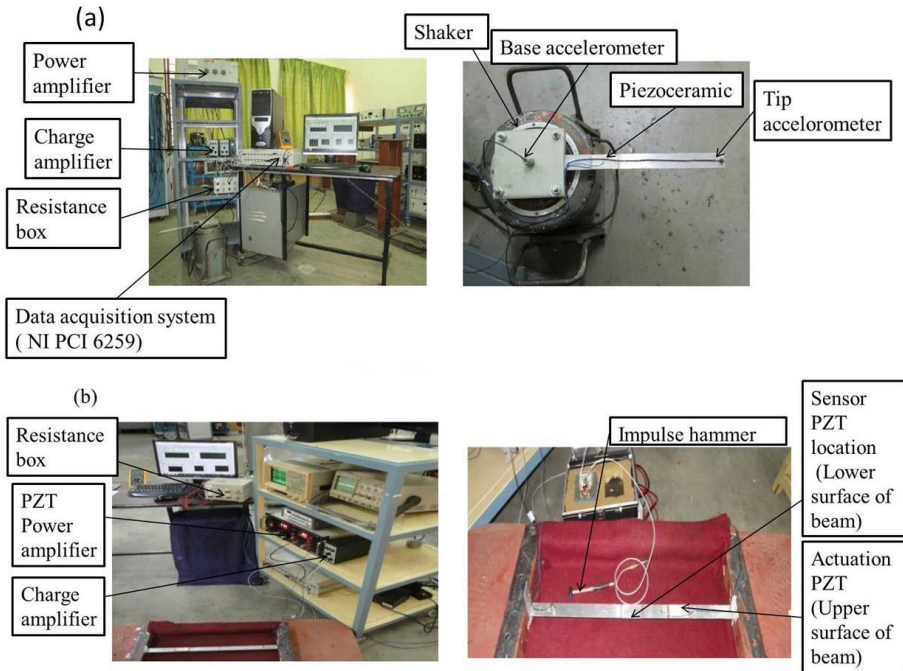 (a)
Power
amplifier
Charge
amplifier
Resistance
box
Data acquisition system
( NI PCI 6259)
Shaker
Base accelerometer
Piezoceramic
Tip
accelorometer
(b)
Resistance
box
PZT
Power
amplifier
Charge
amplifier
Impulse hammer
Sensor
PZT
location
(Lower
surface of
beam)
Actuation
PZT
(Upper
surface of
beam)